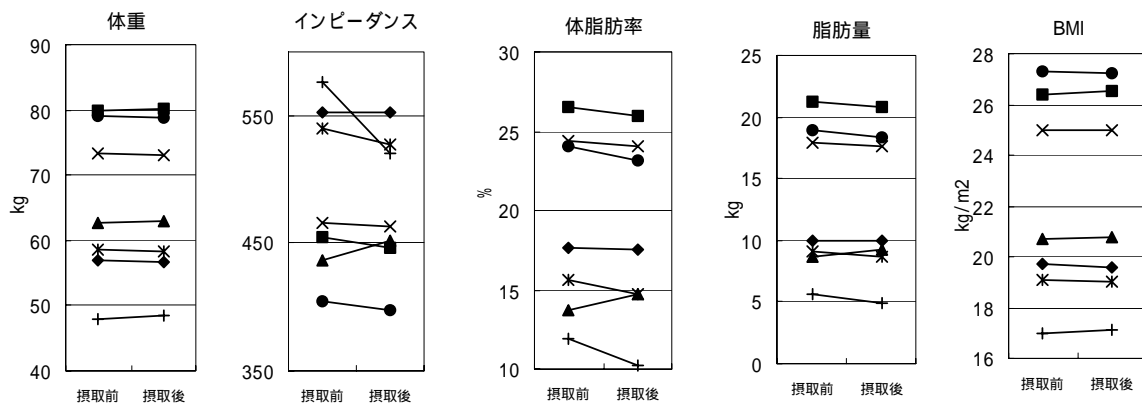 体重
90
80
70
60
50
40
kg
摂取前 摂取後
インピーダンス
550
450
350
摂取前 摂取後
体脂肪率
30
25
20
15
10
%
摂取前 摂取後
脂肪量
25
20
15
10
5
0
kg
摂取前 摂取後
BMI
28
26
24
22
20
18
16
kg/m2
摂取前 摂取後